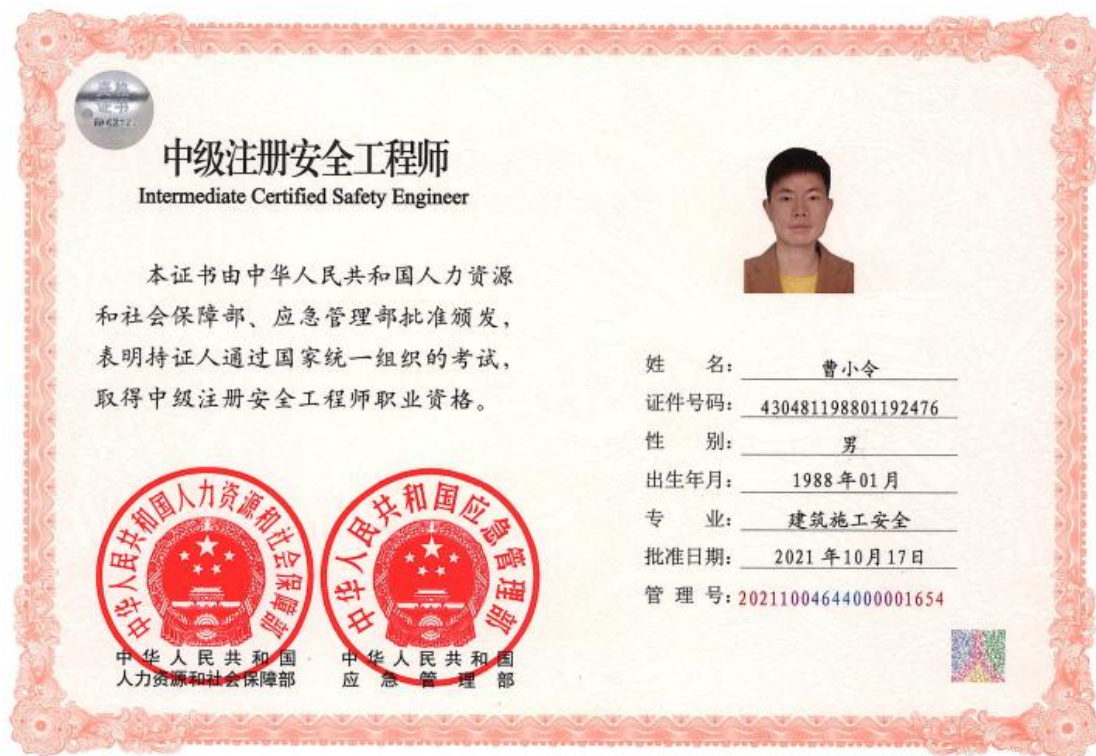 中级注册安全工程师
Intermediate Certified Safety Engineer
本证书由中华人民共和国人力资源
和社会保障部、应急管理部批准颁发，
表明持证人通过国家统一组织的考试，
取得中级注册安全工程师职业资格。
中华人民共和国人力资源和社会保障部
中华人民共和国应急管理部
中华人民共和国
人力资源和社会保障部
中华人民共和国
应急管理部
姓 名： 曹小令
证件号码： 430481198801192476
性 别： 男
出生年月： 1988年01月
专 业： 建筑施工安全
批准日期： 2021年10月17日
管 理 号： 20211004644000001654